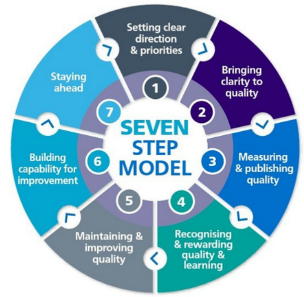 Setting clear
direction
& priorities
1
Bringing
clarity to
quality
2
Measuring
& publishing
quality
3
Recognising
& rewarding
quality &
learning
4
Maintaining &
improving
quality
5
Building
capability for
improvement
6
Staying
ahead
7
SEVEN
STEP
MODEL